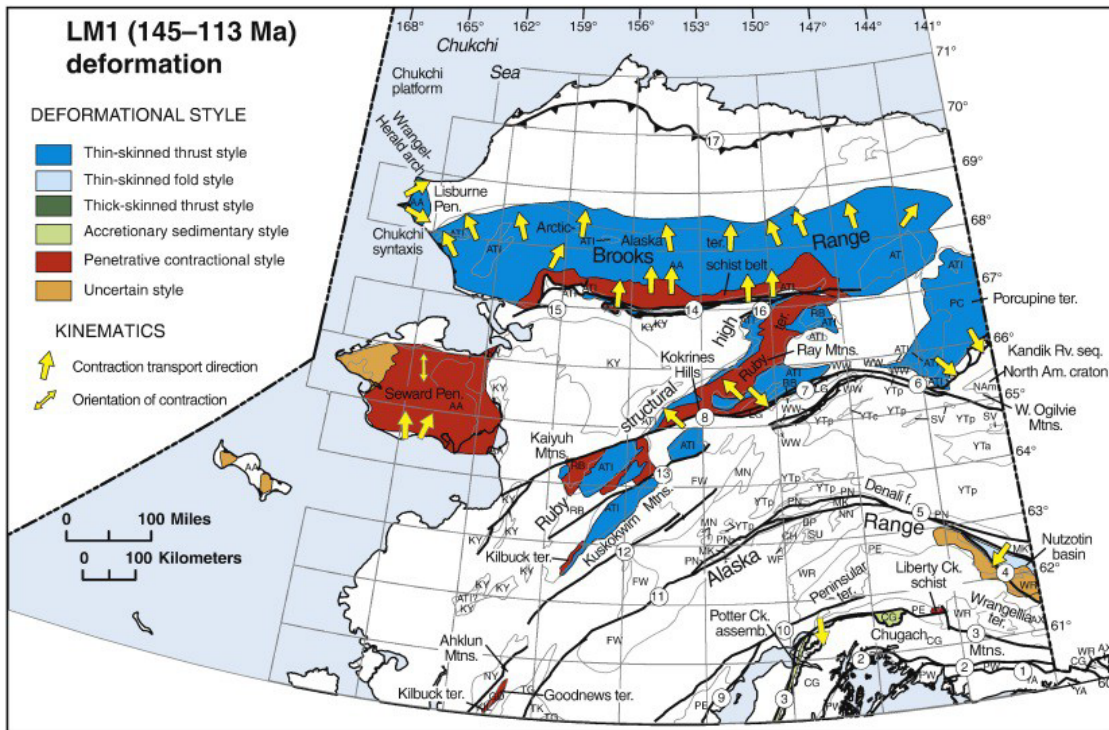 LM1 (145–113 Ma)
deformation
DEFORMATIONAL STYLE
Thin-skinned thrust style
Thin-skinned fold style
Thick-skinned thrust style
Accretionary sedimentary style
Penetrative contractional style
Uncertain style
KINEMATICS
Contraction transport direction
Orientation of contraction
0 100 Miles
0 100 Kilometers
168° 165° 162° 159° 156° 153° 150° 147° 144° 141°
71°
70°
69°
68°
67°
66°
65°
64°
63°
62°
61°
Chukchi
Sea
Chukchi
platform
Wrangel-
Herald arch
Lisburne
Pen.
Chukchi
syntaxis
17
AA
ATI
Arctic-
Alaska
ter.
Brooks
Range
schist belt
15
14
16
KY
high
structural
Ruby
ter.
Ray Mtns.
Kokrines
Hills
Porcupine ter.
PC
Kandik Rv. seq.
North Am. craton
NAm
W. Ogilvie
Mtns.
Seward Pen.
AA
AA
Kaiyuh
Mtns.
RB
ATI
Ruby
Kuskokwim
Mtns.
Kilbuck ter.
8
7
6
13
12
11
Denali f.
5
Alaska
Range
Nutzotin
basin
4
Liberty Ck.
schist
Wrangellia
ter.
Peninsular
ter.
Potter Ck.
assemb.
10
Chugach
Mtns.
CG
3
2
2
1
9
3
Ahklun
Mtns.
NY
Kilbuck ter.
Goodnews ter.
TG
TK
FW
MN
WW
YTp
YTc
YTa
SV
PN
MK
NN
BP
CH
SU
WF
WR
PE
PW
YA
AX